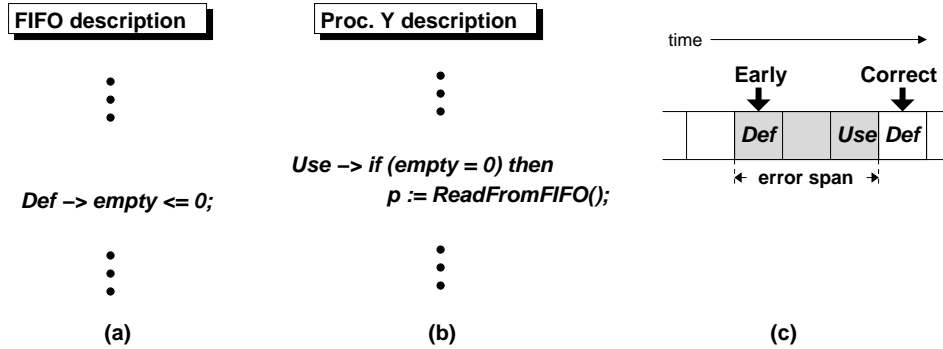 FIFO description
Def –> empty <= 0;
(a)
Proc. Y description
Use –> if (empty = 0) then
p := ReadFromFIFO();
(b)
time
Early Correct
Def Use Def
error span
(c)